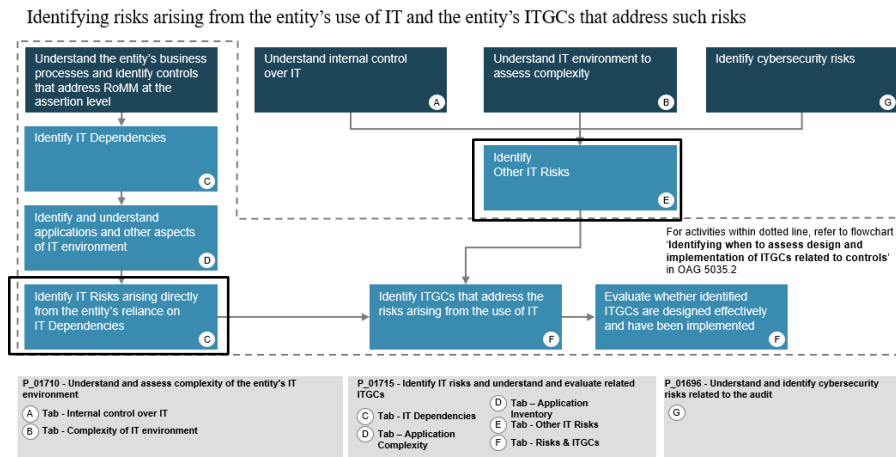 Identifying risks arising from the entity's use of IT and the entity's ITGCs that address such risks
Understand the entity's business
processes and identify controls
that address RoMM at the
assertion level
Understand internal control
over IT
A
Understand IT environment to
assess complexity
B
Identify cybersecurity risks
G
Identify IT Dependencies
C
Identify
Other IT Risks
E
Identify and understand
applications and other aspects
of IT environment
D
For activities within dotted line, refer to flowchart
'Identifying when to assess design and
implementation of ITGCs related to controls'
in OAG 5035.2
Identify IT Risks arising directly
from the entity's reliance on
IT Dependencies
C
Identify ITGCs that address the
risks arising from the use of IT
F
Evaluate whether identified
ITGCs are designed effectively
and have been implemented
F
P_01710 - Understand and assess complexity of the entity's IT
environment
A Tab - Internal control over IT
B Tab - Complexity of IT environment
P_01715 - Identify IT risks and understand and evaluate related
ITGCs
C Tab - IT Dependencies
D Tab – Application
Complexity
D Tab – Application
Inventory
E Tab - Other IT Risks
F Tab - Risks & ITGCs
P_01696 - Understand and identify cybersecurity
risks related to the audit
G